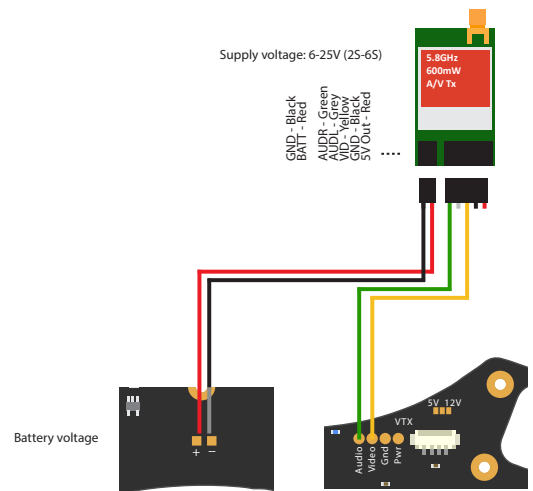 Supply voltage: 6-25V (2S-6S)
5.8GHz
600mW
A/V Tx
GND - Black
BATT - Red
AUDR - Green
AUDL - Grey
VID - Yellow
GND - Black
5V Out - Red
Battery voltage
+ −
5V 12V
VTX
Audio
Video
Gnd
Pwr